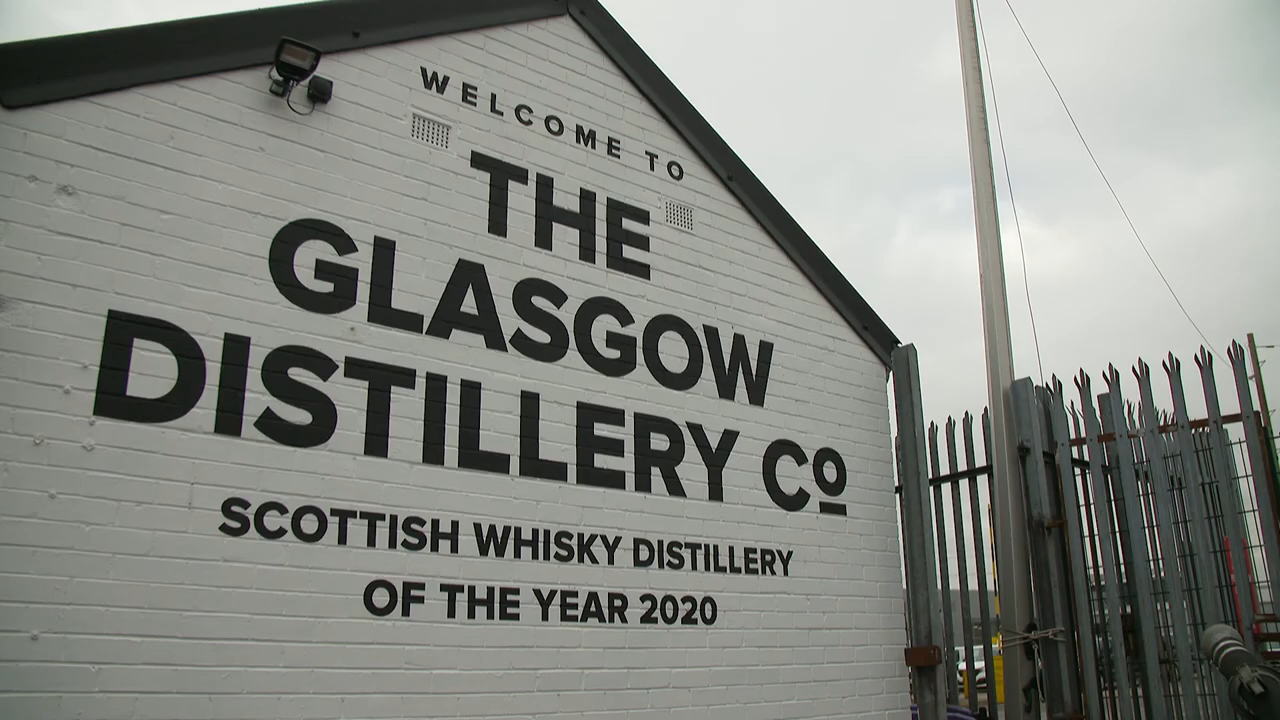 WELCOME TO
THE
GLASGOW
DISTILLERY Cº
SCOTTISH WHISKY DISTILLERY
OF THE YEAR 2020